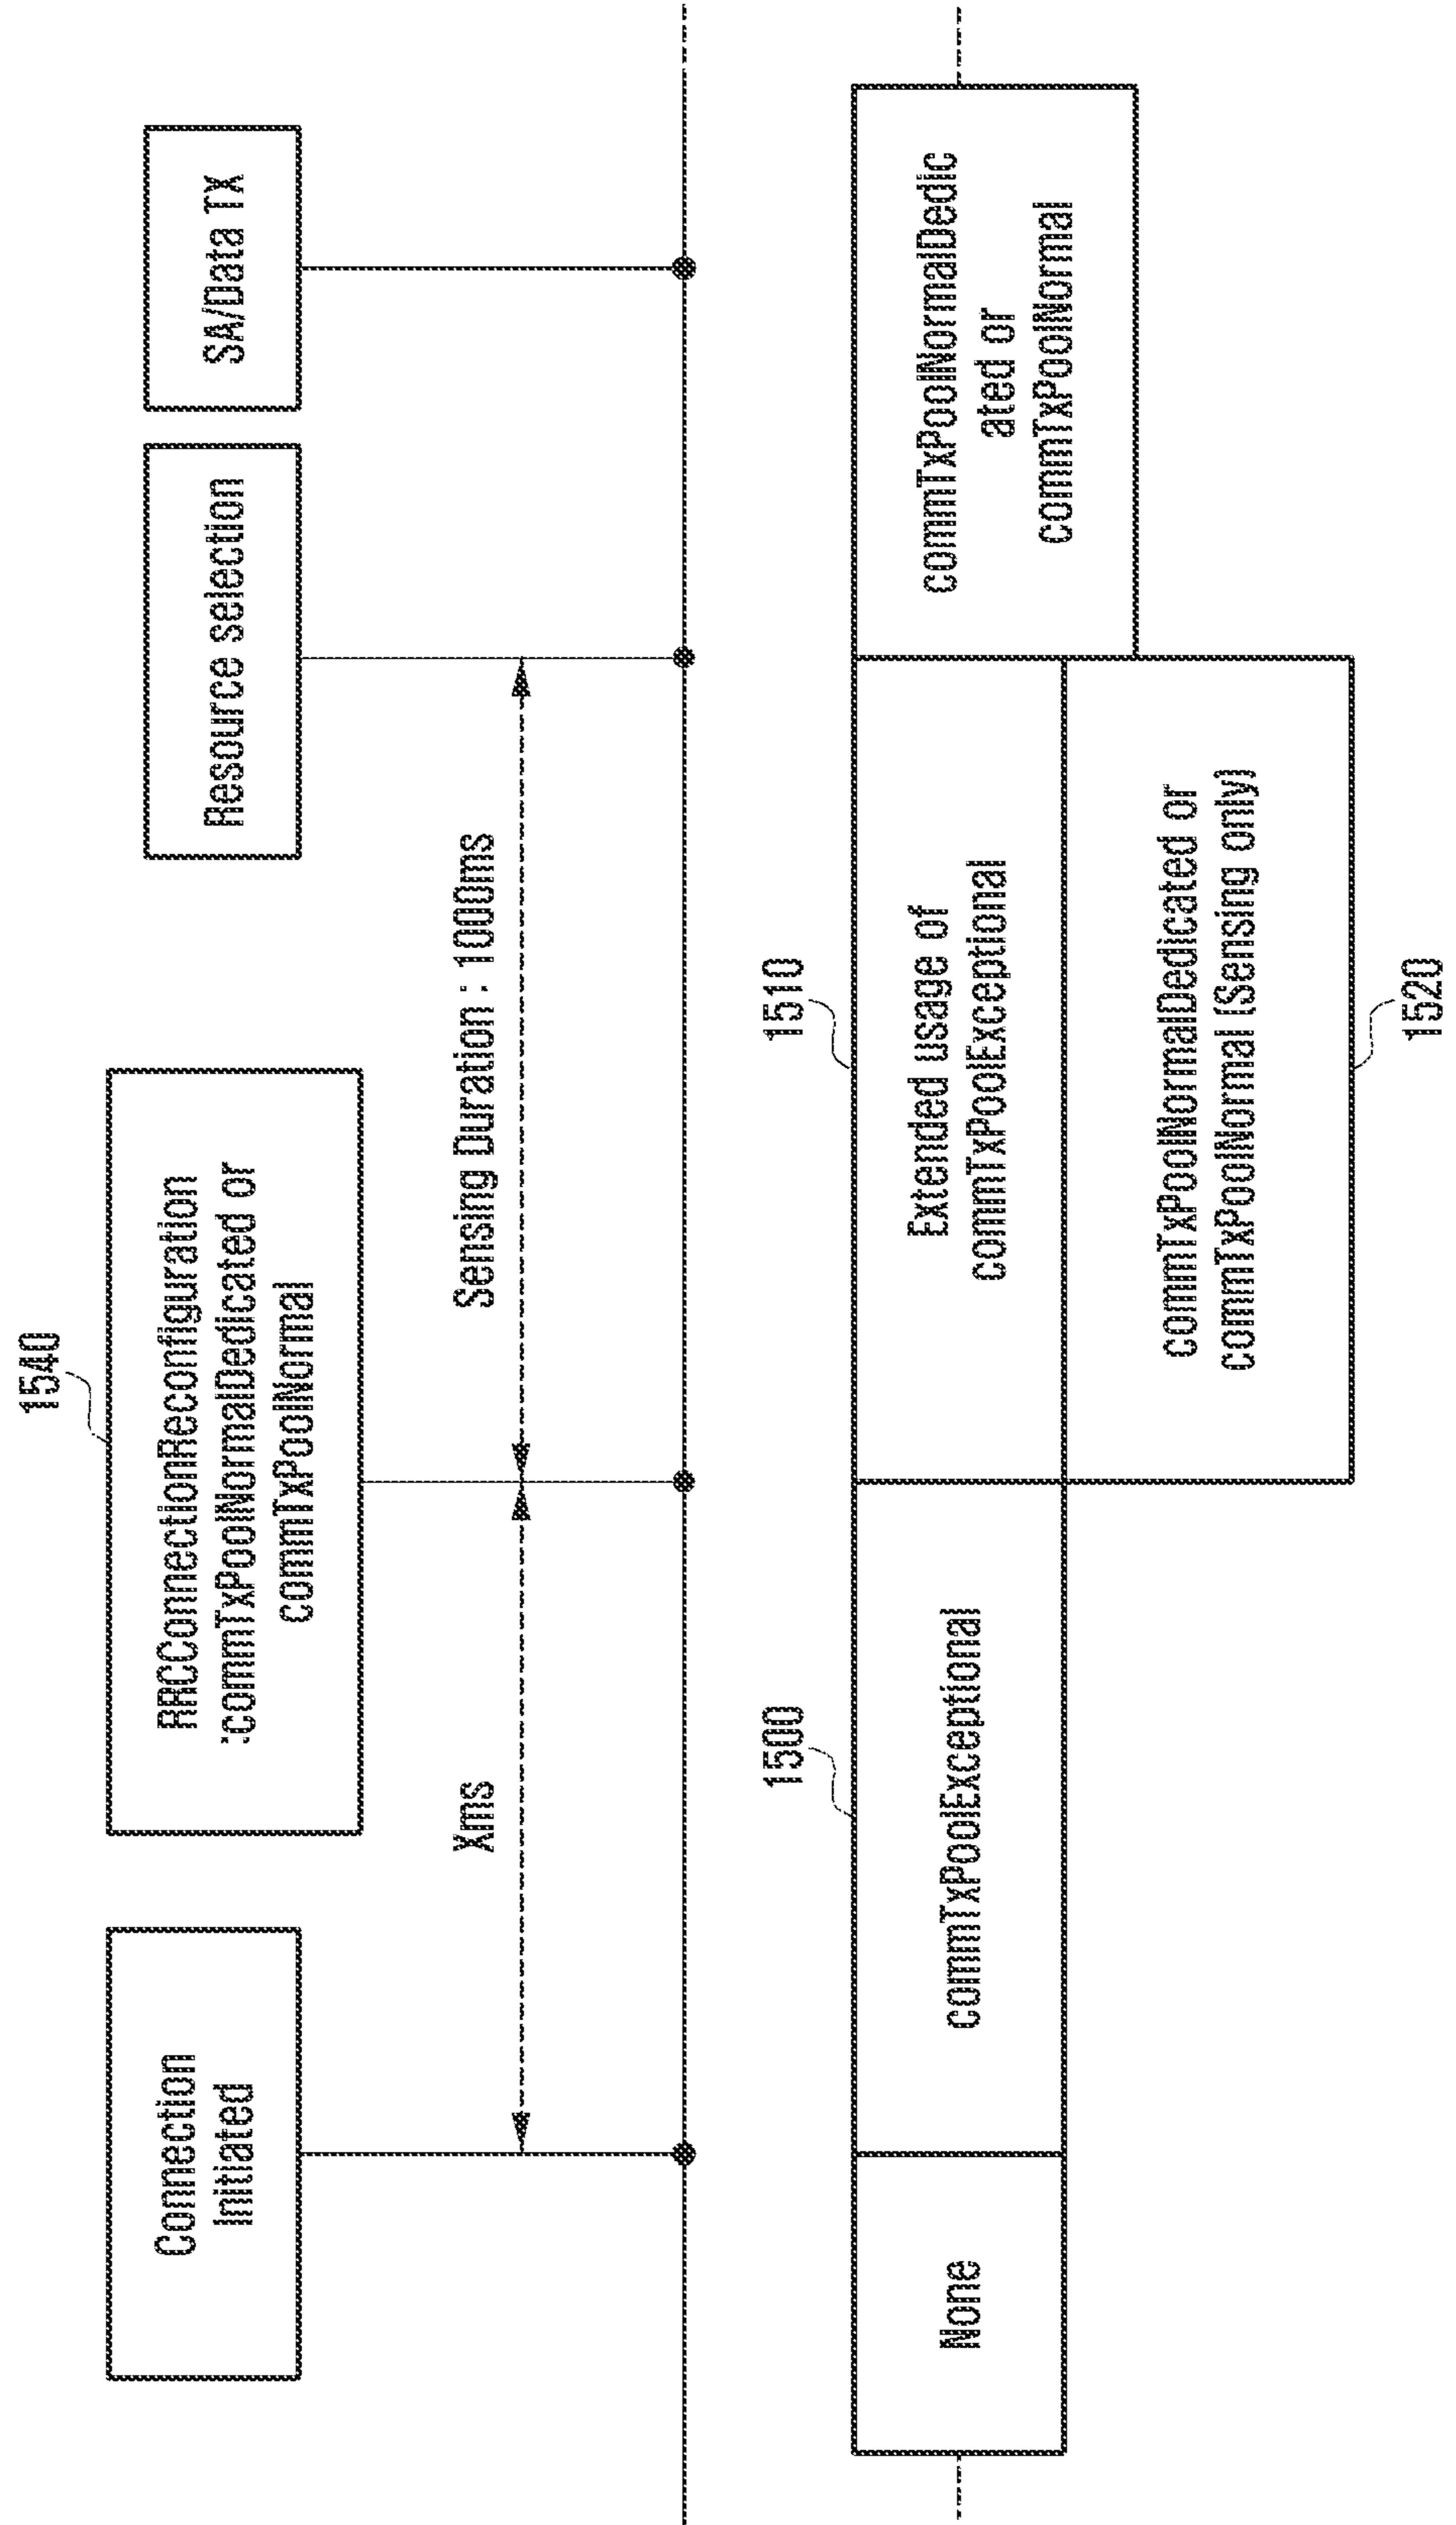 1540
Connection
Initiated
RRCConnectionReconfiguration
:commTxPoolNormalDedicated or
commTxPoolNormal
Resource selection
SA/Data TX
Xms
Sensing Duration : 100ms
1500
1510
None
commTxPoolExceptional
Extended usage of
commTxPoolExceptional
commTxPoolNormalDedic
ated or
commTxPoolNormal
commTxPoolNormalDedicated or
commTxPoolNormal (Sensing only)
1520